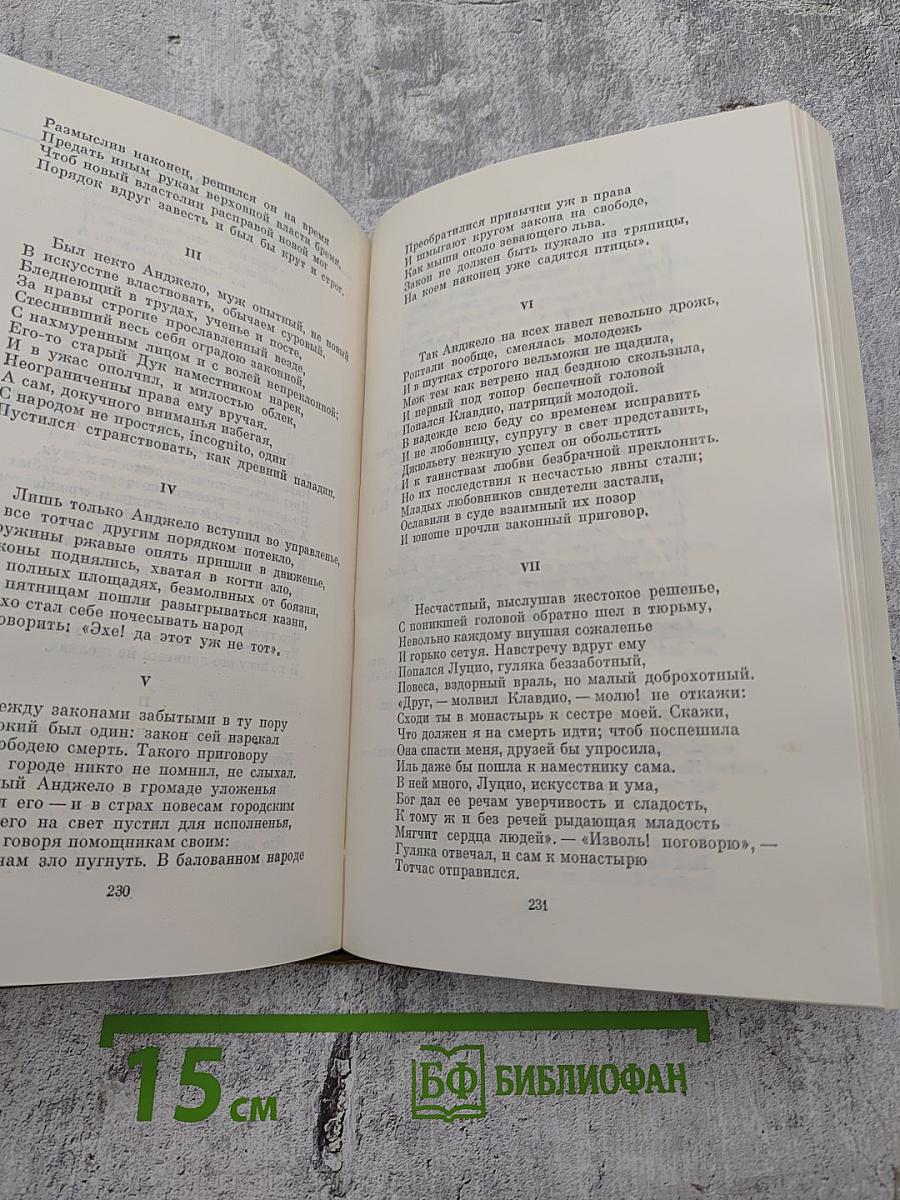 Размыслив наконец, решился он на время
Предать иным рукам верховной власти бремя,
Чтоб новый властелин расправой новой мог
Порядок вдруг завесть и был бы крут и строг.
III
Был некто Анджело, муж опытный, не новый
В искусстве властвовать, обычаем суровый,
Бледнеющий в трудах, ученье и посте,
За нравы строгие прославленный везде,
Стеснивший весь себя оградою законной,
С нахмуренным лицом и с волей непреклонной;
Его-то старый Дук наместником нарек,
И в ужас ополчил, и милостью облек,
Неограниченны права ему вручая.
А сам, докучного вниманья избегая,
С народом не простясь, incognito, один
Пустился странствовать, как древний паладин.
IV
Лишь только Анджело вступил во управленье,
все тотчас другим порядком потекло,
ружины ржавые опять пришли в движенье,
коны поднялись, хватая в когти зло,
полных площадях, безмолвных от боязни,
пятницам пошли разыгрываться казни,
хо стал себе почесывать народ
говорить: «Эхе! да этот уж не тот».
V
ежду законами забытыми в ту пору
окий был один: закон сей изрекал
ободею смерть. Такого приговору
городе никто не помнил, не слыхал.
ый Анджело в громаде уложенья
л его — и в страх повесам городским
его на свет пустил для исполненья,
говоря помощникам своим:
нам зло пугнуть. В балованном народе
230
Преобратилися привычки уж в права
И шмыгают кругом закона на свободе,
Как мыши около зевающего льва.
Закон не должен быть пужало из тряпицы,
На коем наконец уже садятся птицы».
VI
Так Анджело на всех навел невольно дрожь,
Роптали вообще, смеялась молодежь
И в шутках строгого вельможи не щадила,
Меж тем как ветрено над бездною скользила,
И первый под топор беспечной головой
Попался Клавдио, патриций молодой.
В надежде всю беду со временем исправить
И не любовницу, супругу в свет представить,
Джюльету нежную успел он обольстить
И к таинствам любви безбрачной преклонить.
Но их последствия к несчастью явны стали;
Младых любовников свидетели застали,
Ославили в суде взаимный их позор
И юноше прочли законный приговор.
VII
Несчастный, выслушав жестокое решенье,
С поникшей головой обратно шел в тюрьму,
Невольно каждому внушая сожаленье
И горько сетуя. Навстречу вдруг ему
Попался Луцио, гуляка беззаботный,
Повеса, вздорный враль, но малый доброхотный.
«Друг, — молвил Клавдио, — молю! не откажи:
Сходи ты в монастырь к сестре моей. Скажи,
Что должен я на смерть идти; чтоб поспешила
Она спасти меня, друзей бы упросила,
Иль даже бы пошла к наместнику сама.
В ней много, Луцио, искусства и ума,
Бог дал ее речам уверчивость и сладость,
К тому ж и без речей рыдающая младость
Мягчит сердца людей». — «Изволь! поговорю», —
Гуляка отвечал, и сам к монастырю
Тотчас отправился.
231
15 см
БФ БИБЛИОФАН